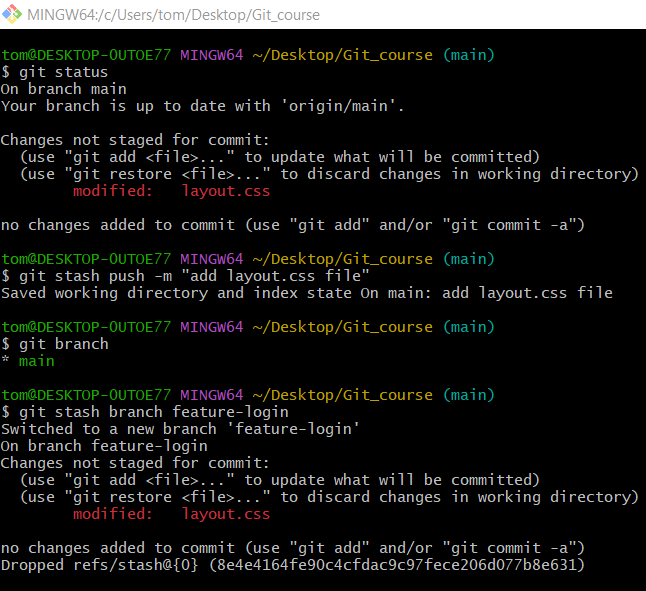 MINGW64:/c/Users/tom/Desktop/Git_course
tom@DESKTOP-OUTOE77 MINGW64 ~/Desktop/Git_course (main)
$ git status
On branch main
Your branch is up to date with 'origin/main'.
Changes not staged for commit:
  (use "git add <file>..." to update what will be committed)
  (use "git restore <file>..." to discard changes in working directory)
        modified:   layout.css
no changes added to commit (use "git add" and/or "git commit -a")
tom@DESKTOP-OUTOE77 MINGW64 ~/Desktop/Git_course (main)
$ git stash push -m "add layout.css file"
Saved working directory and index state On main: add layout.css file
tom@DESKTOP-OUTOE77 MINGW64 ~/Desktop/Git_course (main)
$ git branch
* main
tom@DESKTOP-OUTOE77 MINGW64 ~/Desktop/Git_course (main)
$ git stash branch feature-login
Switched to a new branch 'feature-login'
On branch feature-login
Changes not staged for commit:
  (use "git add <file>..." to update what will be committed)
  (use "git restore <file>..." to discard changes in working directory)
        modified:   layout.css
no changes added to commit (use "git add" and/or "git commit -a")
Dropped refs/stash@{0} (8e4e4164fe90c4cfdac9c97fece206d077b8e631)